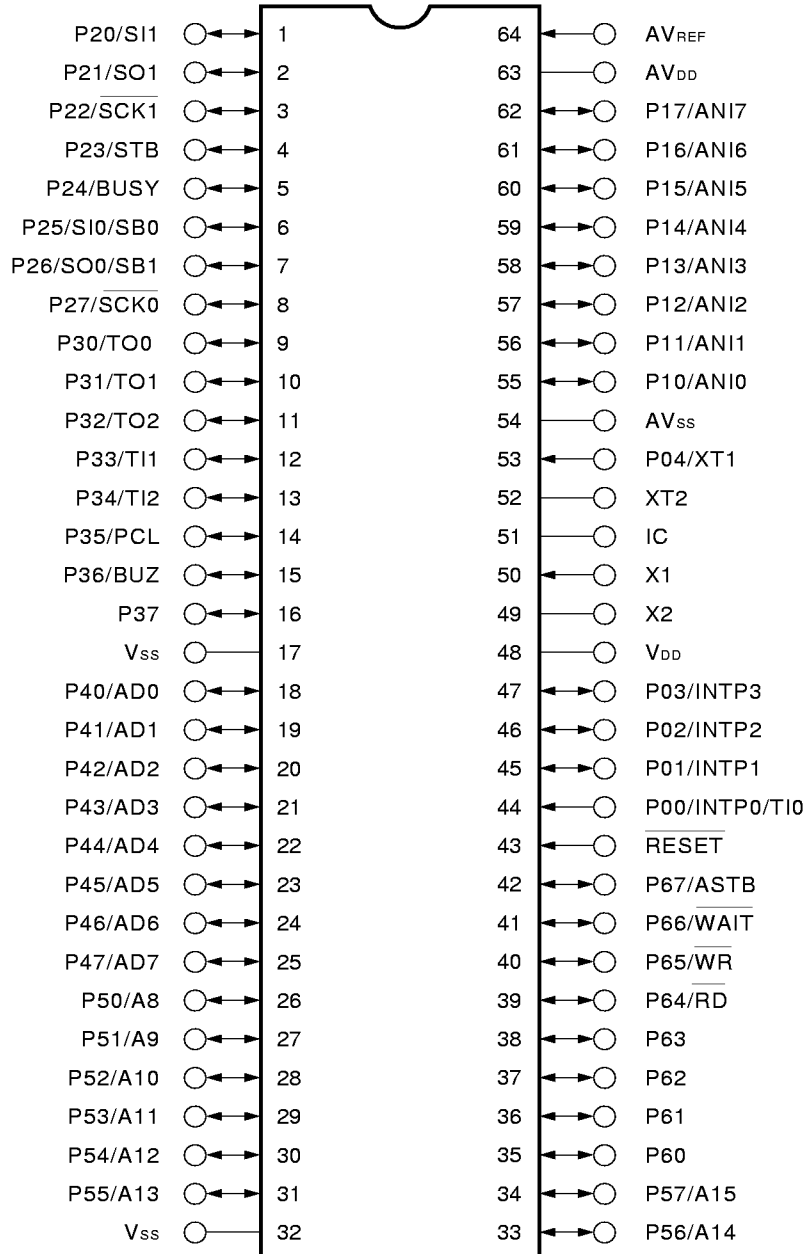 P20/SI1 1 64 AVREF
P21/SO1 2 63 AVDD
P22/SCK1 3 62 P17/ANI7
P23/STB 4 61 P16/ANI6
P24/BUSY 5 60 P15/ANI5
P25/SI0/SB0 6 59 P14/ANI4
P26/SO0/SB1 7 58 P13/ANI3
P27/SCK0 8 57 P12/ANI2
P30/TO0 9 56 P11/ANI1
P31/TO1 10 55 P10/ANI0
P32/TO2 11 54 AVSS
P33/TI1 12 53 P04/XT1
P34/TI2 13 52 XT2
P35/PCL 14 51 IC
P36/BUZ 15 50 X1
P37 16 49 X2
VSS 17 48 VDD
P40/AD0 18 47 P03/INTP3
P41/AD1 19 46 P02/INTP2
P42/AD2 20 45 P01/INTP1
P43/AD3 21 44 P00/INTP0/TI0
P44/AD4 22 43 RESET
P45/AD5 23 42 P67/ASTB
P46/AD6 24 41 P66/WAIT
P47/AD7 25 40 P65/WR
P50/A8 26 39 P64/RD
P51/A9 27 38 P63
P52/A10 28 37 P62
P53/A11 29 36 P61
P54/A12 30 35 P60
P55/A13 31 34 P57/A15
VSS 32 33 P56/A14